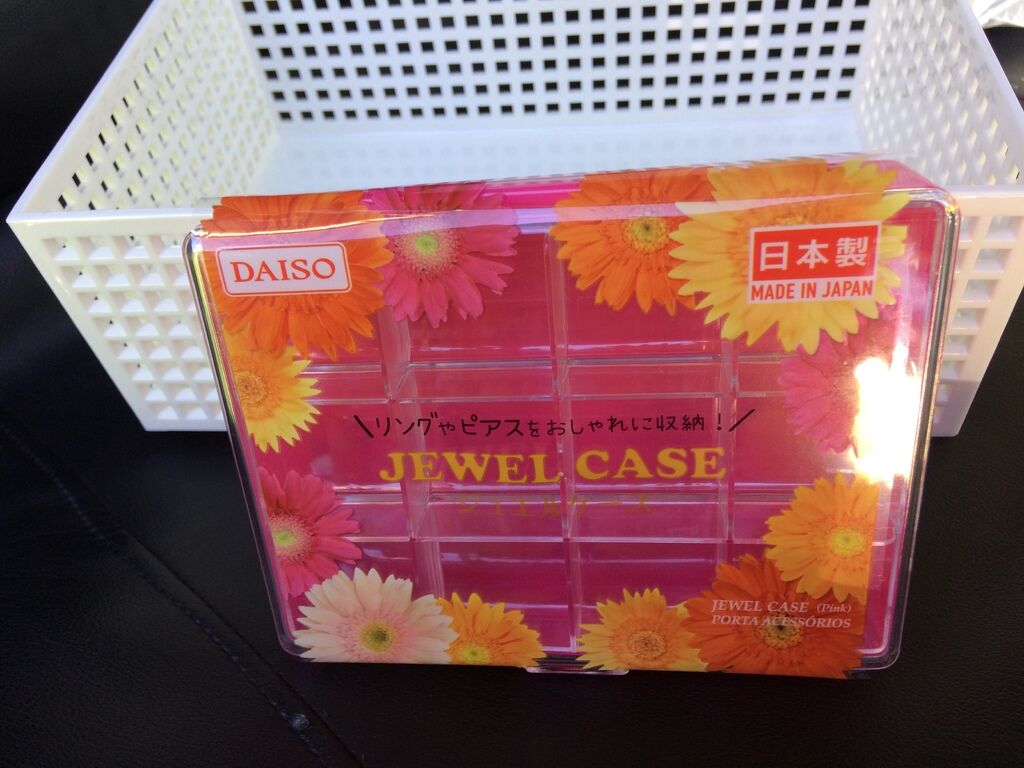 DAISO
日本製
MADE IN JAPAN
\リングやピアスをおしゃれに収納!/
JEWEL CASE
ジュエルケース
JEWEL CASE (Pink)
PORTA ACESSÓRIOS